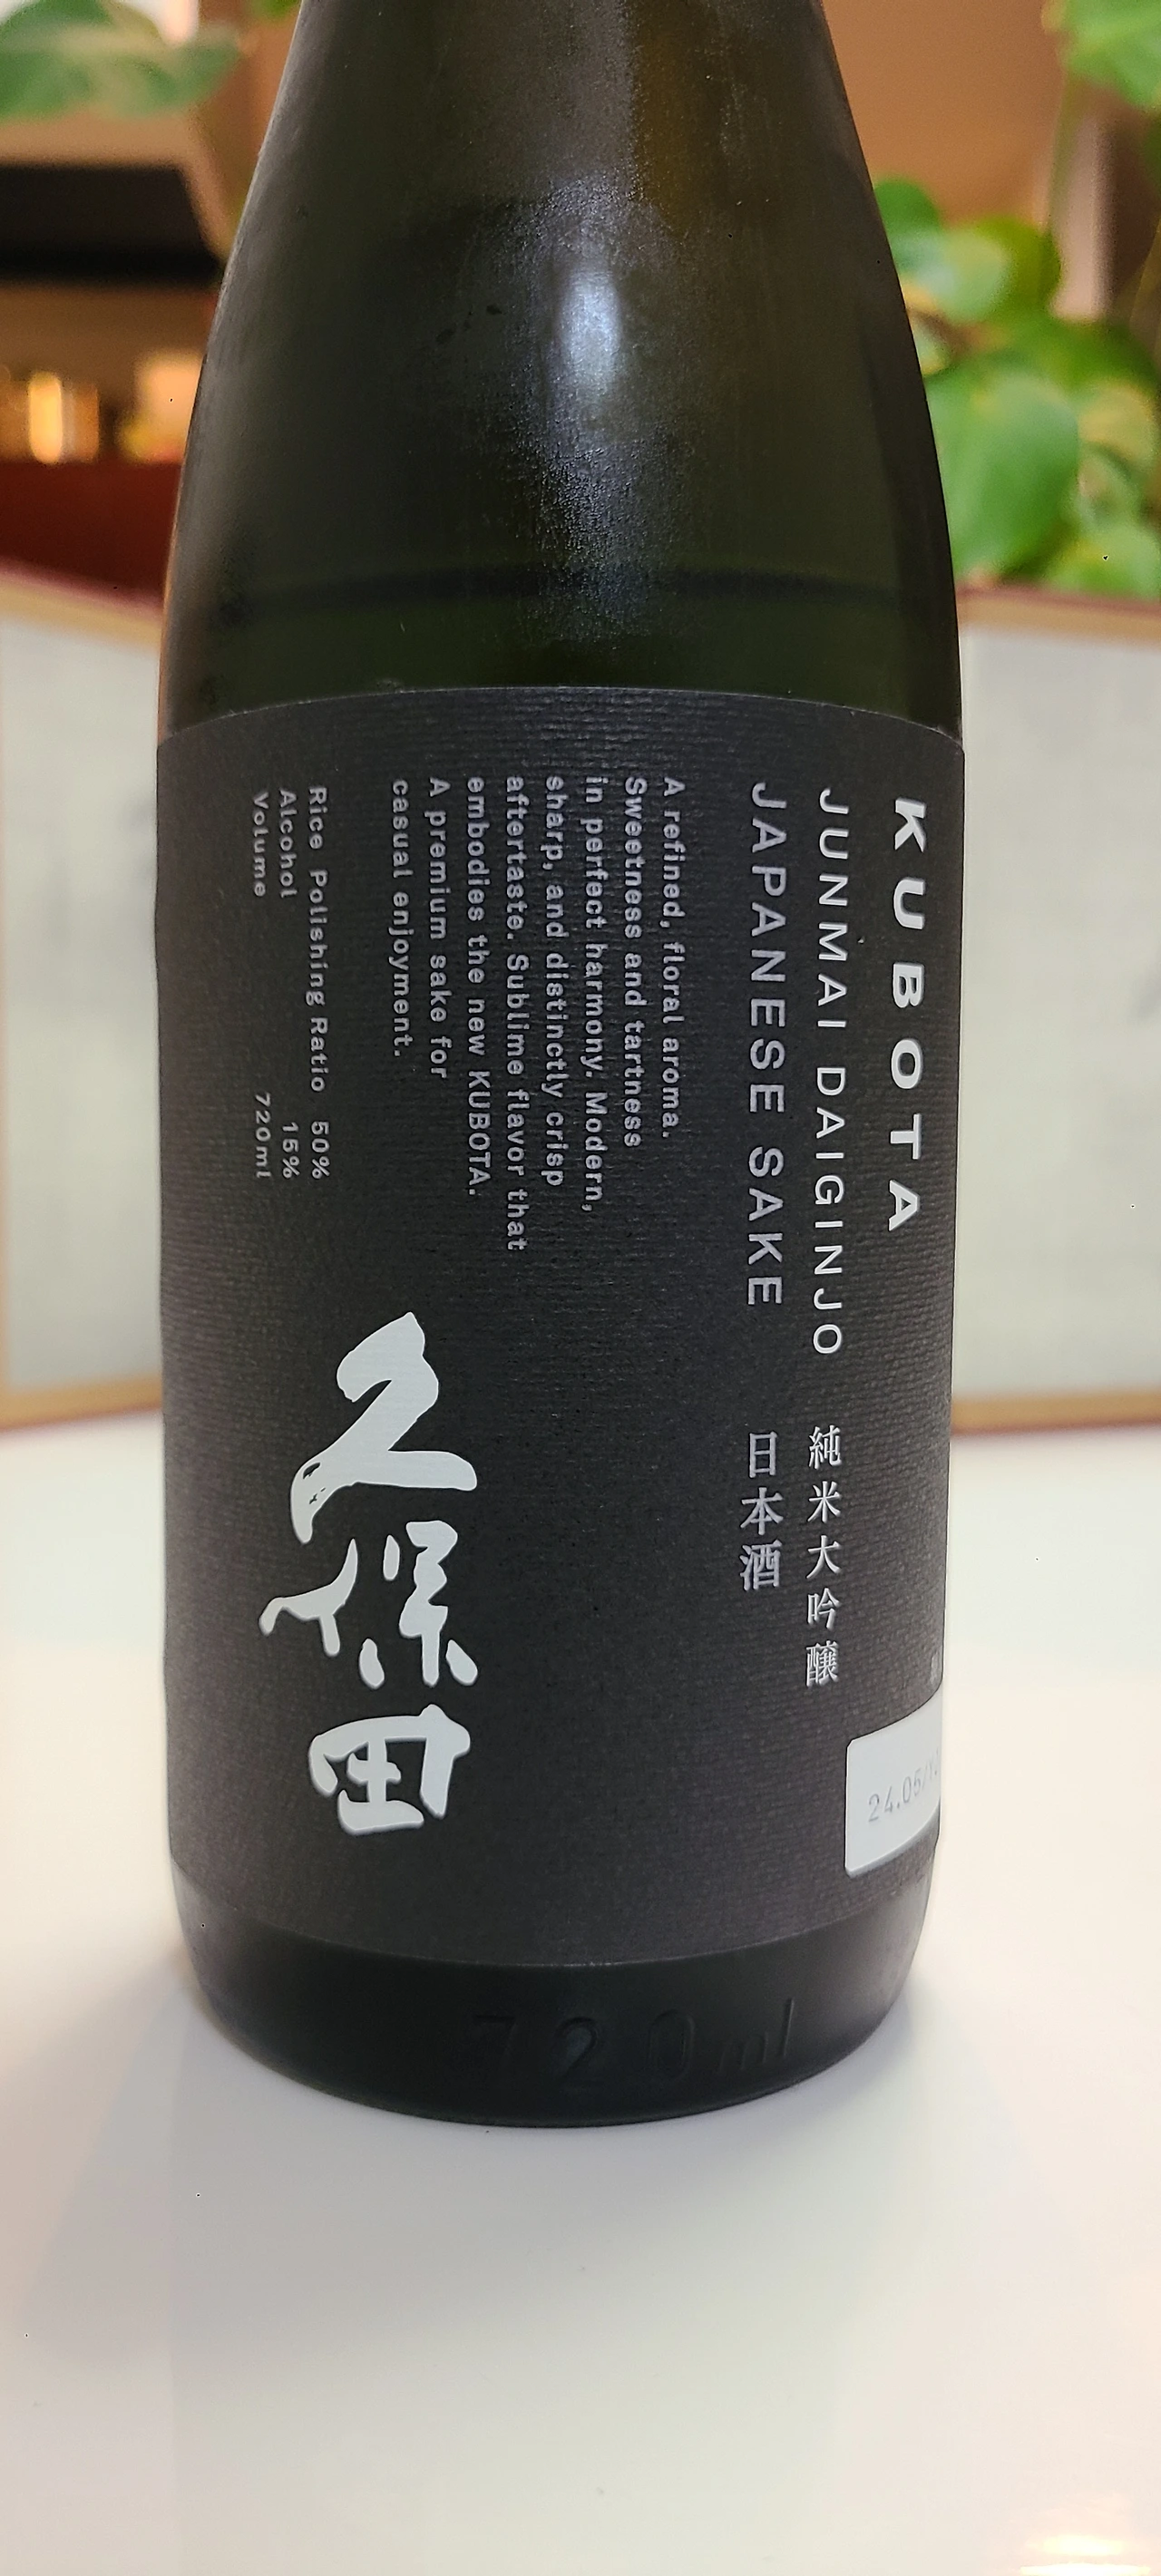 KUBOTA
JUNMAI DAIGINJO 純米大吟醸
JAPANESE SAKE 日本酒
A refined, floral aroma.
Sweetness and tartness
in perfect harmony. Modern,
sharp, and distinctly crisp
aftertaste. Sublime flavor that
embodies the new KUBOTA.
A premium sake for
casual enjoyment.
Rice Polishing Ratio 50%
Alcohol 15%
Volume 720ml
久保田
24.05
720ml